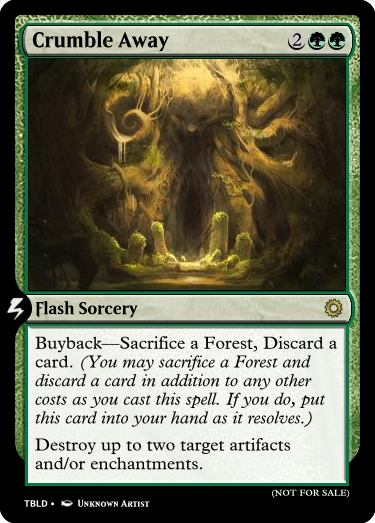 Crumble Away 2
Flash Sorcery
Buyback—Sacrifice a Forest, Discard a
card. (You may sacrifice a Forest and
discard a card in addition to any other
costs as you cast this spell. If you do, put
this card into your hand as it resolves.)
Destroy up to two target artifacts
and/or enchantments.
(NOT FOR SALE)
TBLD • Unknown Artist